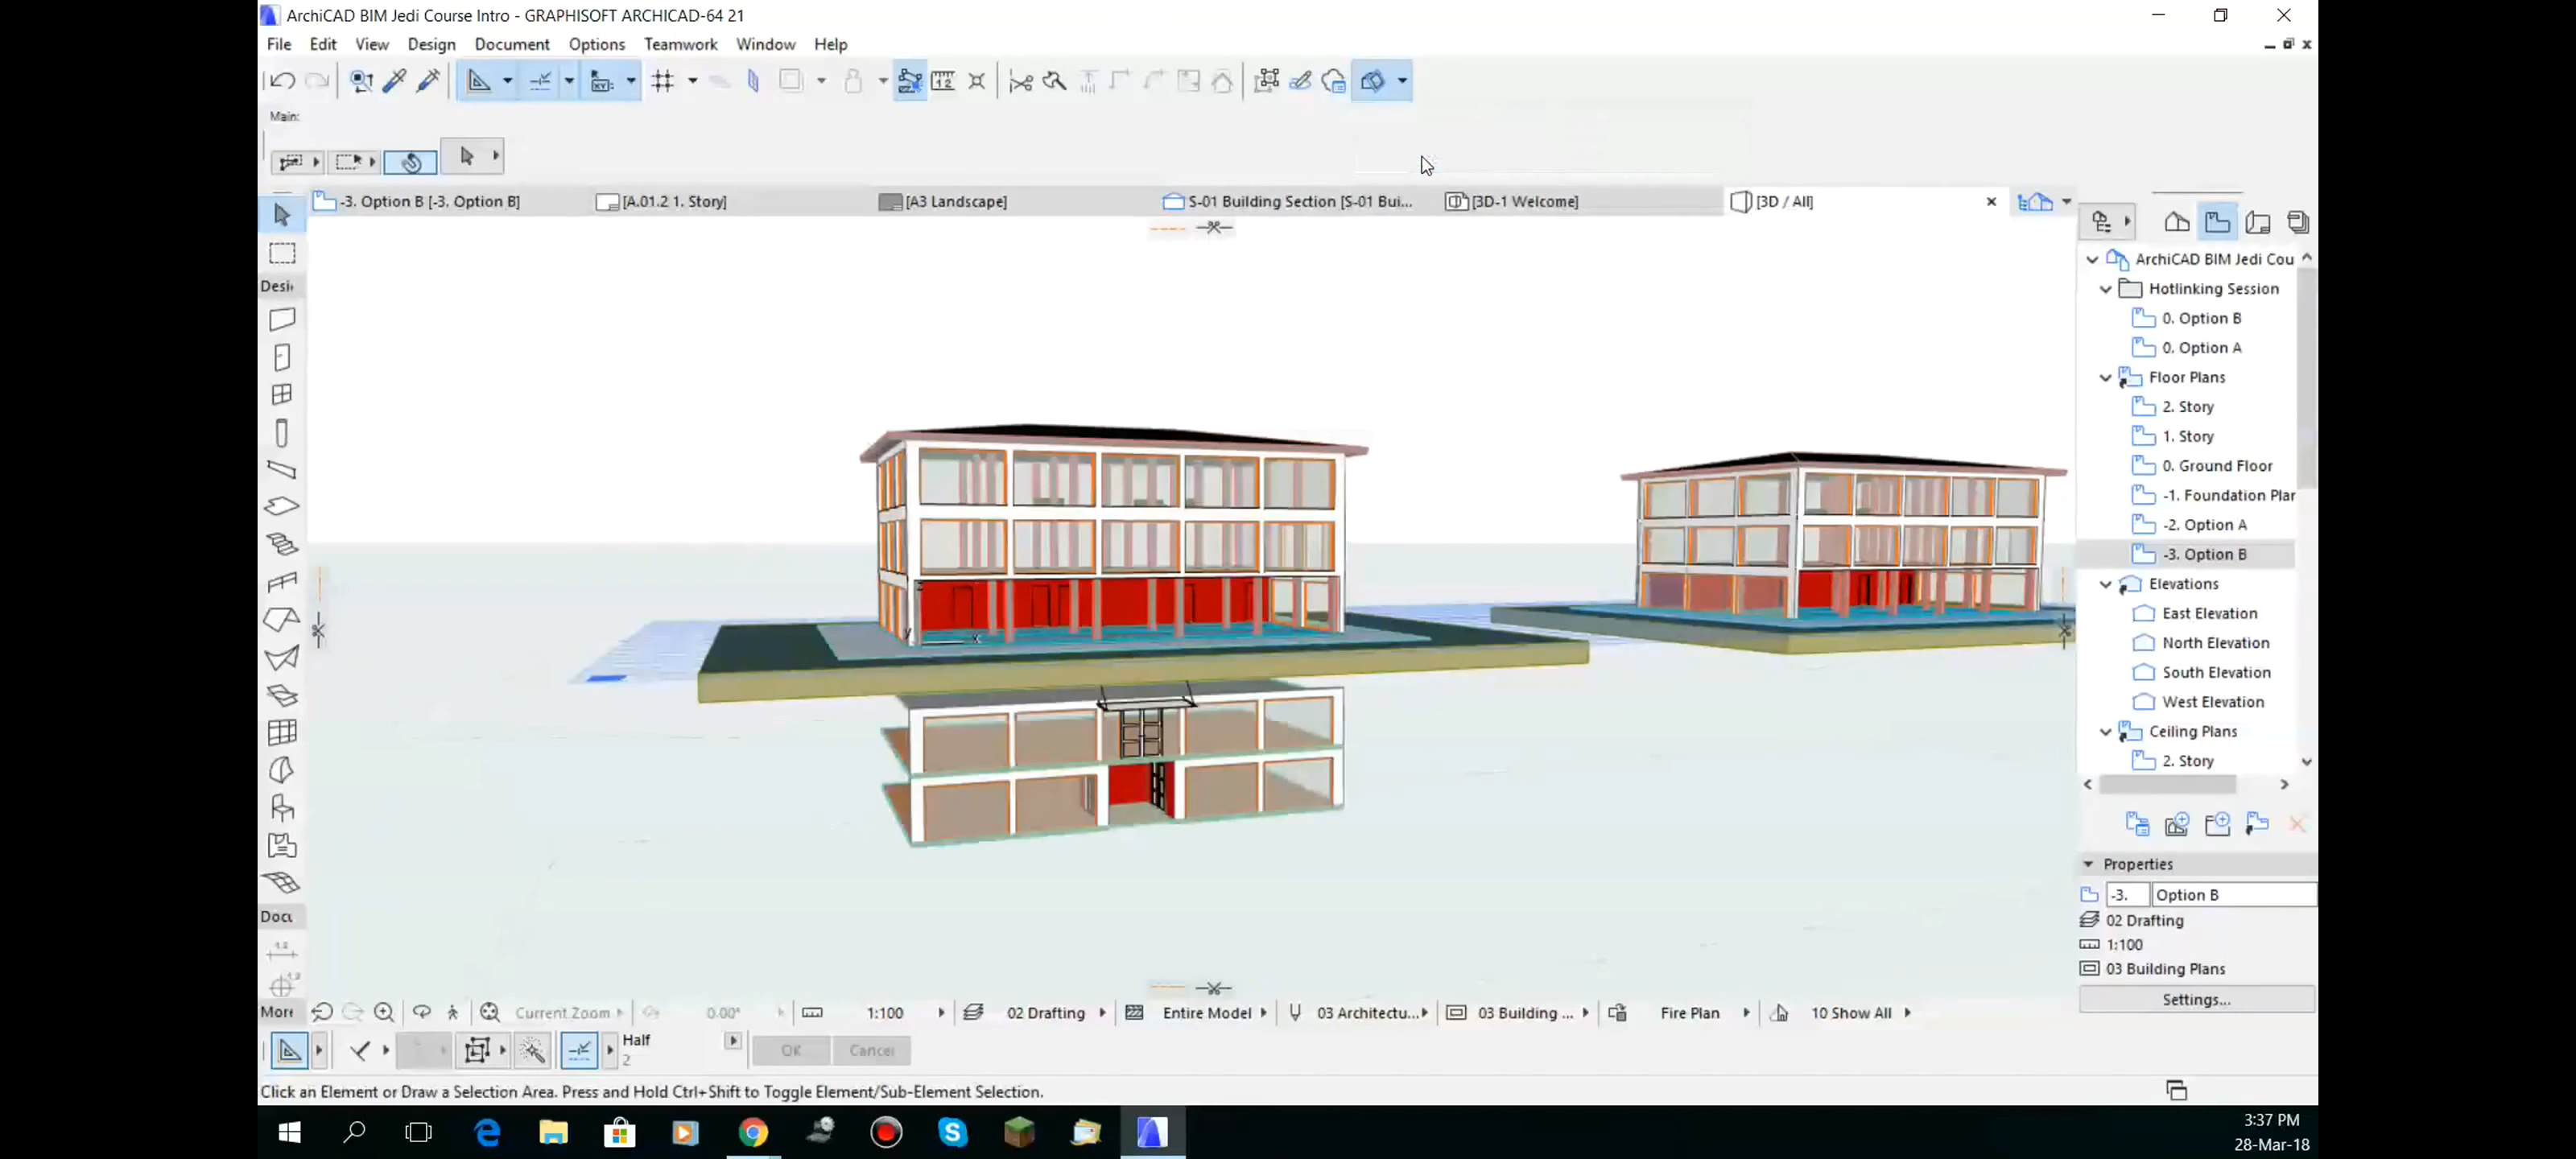 ArchiCAD BIM Jedi Course Intro - GRAPHISOFT ARCHICAD-64 21
File Edit View Design Document Options Teamwork Window Help
Main:
-3. Option B [-3. Option B] [A.01.2 1. Story] [A3 Landscape] S-01 Building Section [S-01 Bui... [3D-1 Welcome] [3D / All]
ArchiCAD BIM Jedi Cou
Desi
Hotlinking Session
0. Option B
0. Option A
Floor Plans
2. Story
1. Story
0. Ground Floor
-1. Foundation Plar
-2. Option A
-3. Option B
Elevations
East Elevation
North Elevation
South Elevation
West Elevation
Ceiling Plans
2. Story
Properties
-3. Option B
Docu
02 Drafting
1:100
03 Building Plans
Settings...
More Current Zoom 0.00° 1:100 02 Drafting Entire Model 03 Architectu... 03 Building ... Fire Plan 10 Show All
Half
2
OK Cancel
Click an Element or Draw a Selection Area. Press and Hold Ctrl+Shift to Toggle Element/Sub-Element Selection.
3:37 PM
28-Mar-18